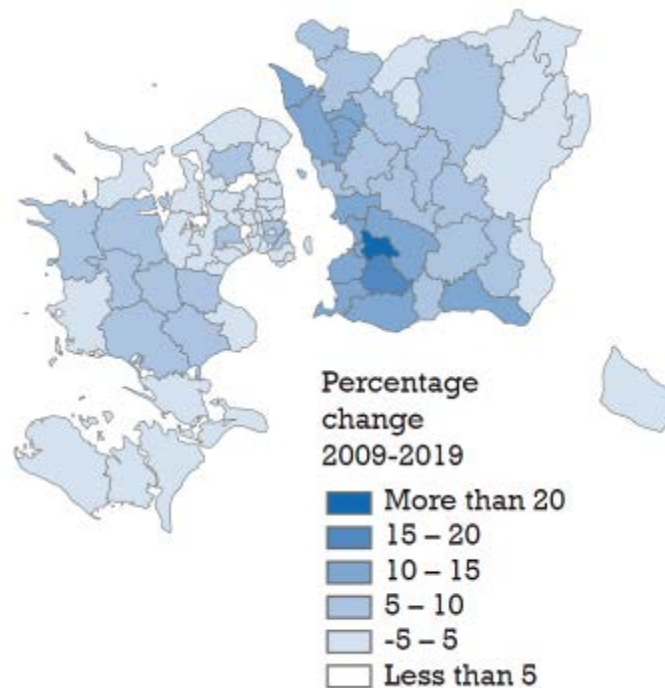 Percentage
change
2009-2019
More than 20
15 – 20
10 – 15
5 – 10
-5 – 5
Less than 5